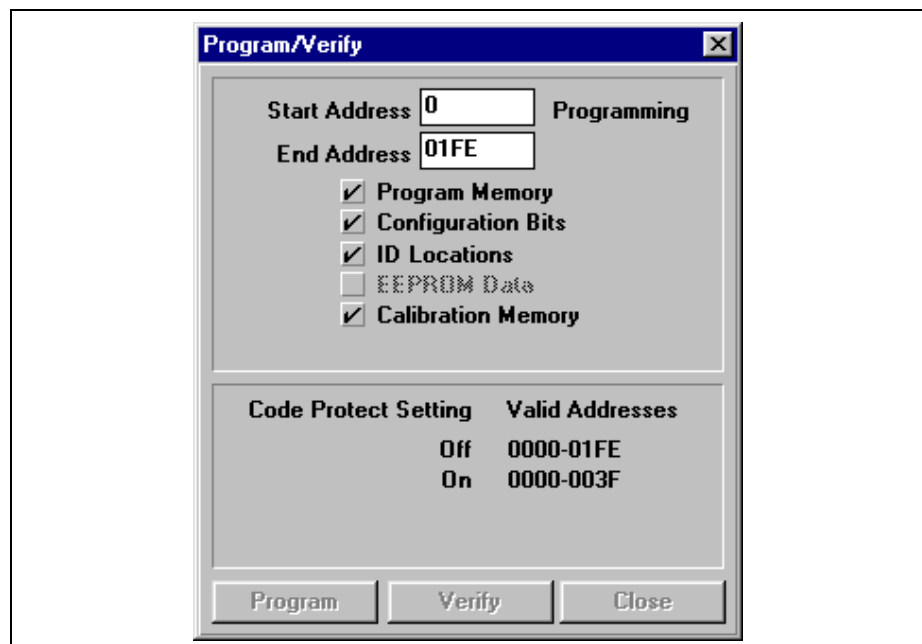 Program/Verify
Start Address 0 Programming
End Address 01FE
Program Memory
Configuration Bits
ID Locations
EEPROM Data
Calibration Memory
Code Protect Setting Valid Addresses
Off 0000-01FE
On 0000-003F
Program Verify Close